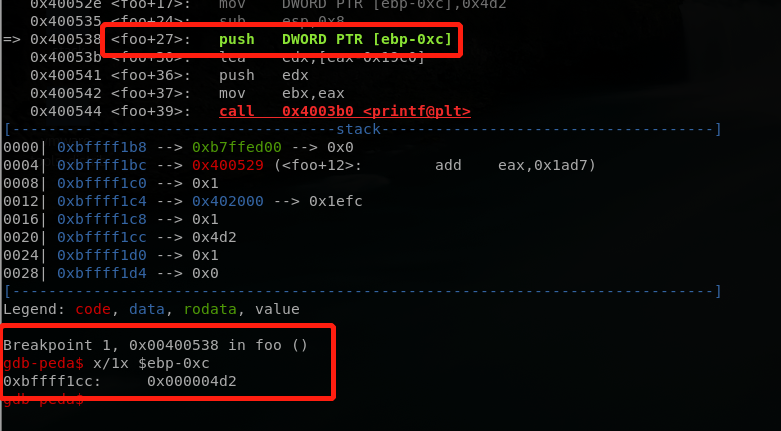 0x40052e <foo+17>: mov DWORD PTR [ebp-0xc],0x4d2
0x400535 <foo+24>: sub esp,0x8
=> 0x400538 <foo+27>: push DWORD PTR [ebp-0xc]
0x40053b <foo+30>: lea edx,[eax-0x19c0]
0x400541 <foo+36>: push edx
0x400542 <foo+37>: mov ebx,eax
0x400544 <foo+39>: call 0x4003b0 <printf@plt>
[------------------------------------stack-------------------------------------]
0000| 0xbffff1b8 --> 0xb7ffed00 --> 0x0
0004| 0xbffff1bc --> 0x400529 (<foo+12>: add eax,0x1ad7)
0008| 0xbffff1c0 --> 0x1
0012| 0xbffff1c4 --> 0x402000 --> 0x1efc
0016| 0xbffff1c8 --> 0x1
0020| 0xbffff1cc --> 0x4d2
0024| 0xbffff1d0 --> 0x1
0028| 0xbffff1d4 --> 0x0
[------------------------------------------------------------------------------]
Legend: code, data, rodata, value
Breakpoint 1, 0x00400538 in foo ()
gdb-peda$ x/1x $ebp-0xc
0xbffff1cc: 0x000004d2
gdb-peda$